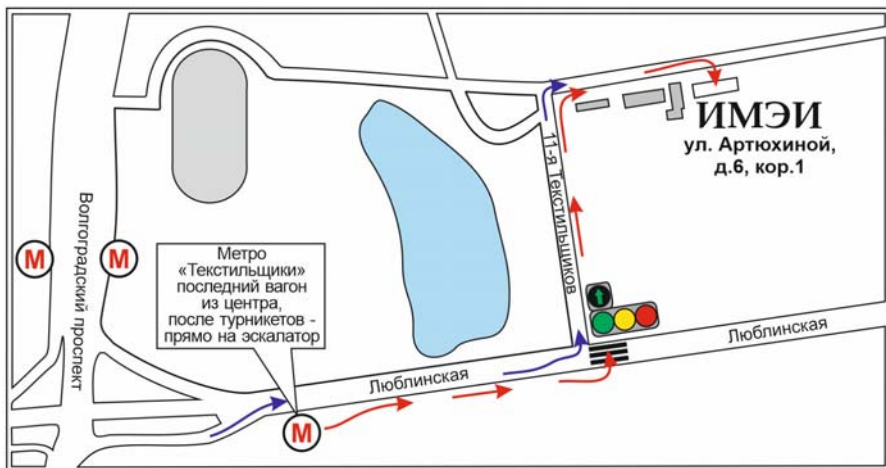 ИМЭИ
ул. Артюхиной,
д.6, кор.1
11-я Текстильщиков
Волгоградский проспект
М
М
Метро
«Текстильщики»
последний вагон
из центра,
после турникетов -
прямо на эскалатор
Люблинская
Люблинская
М